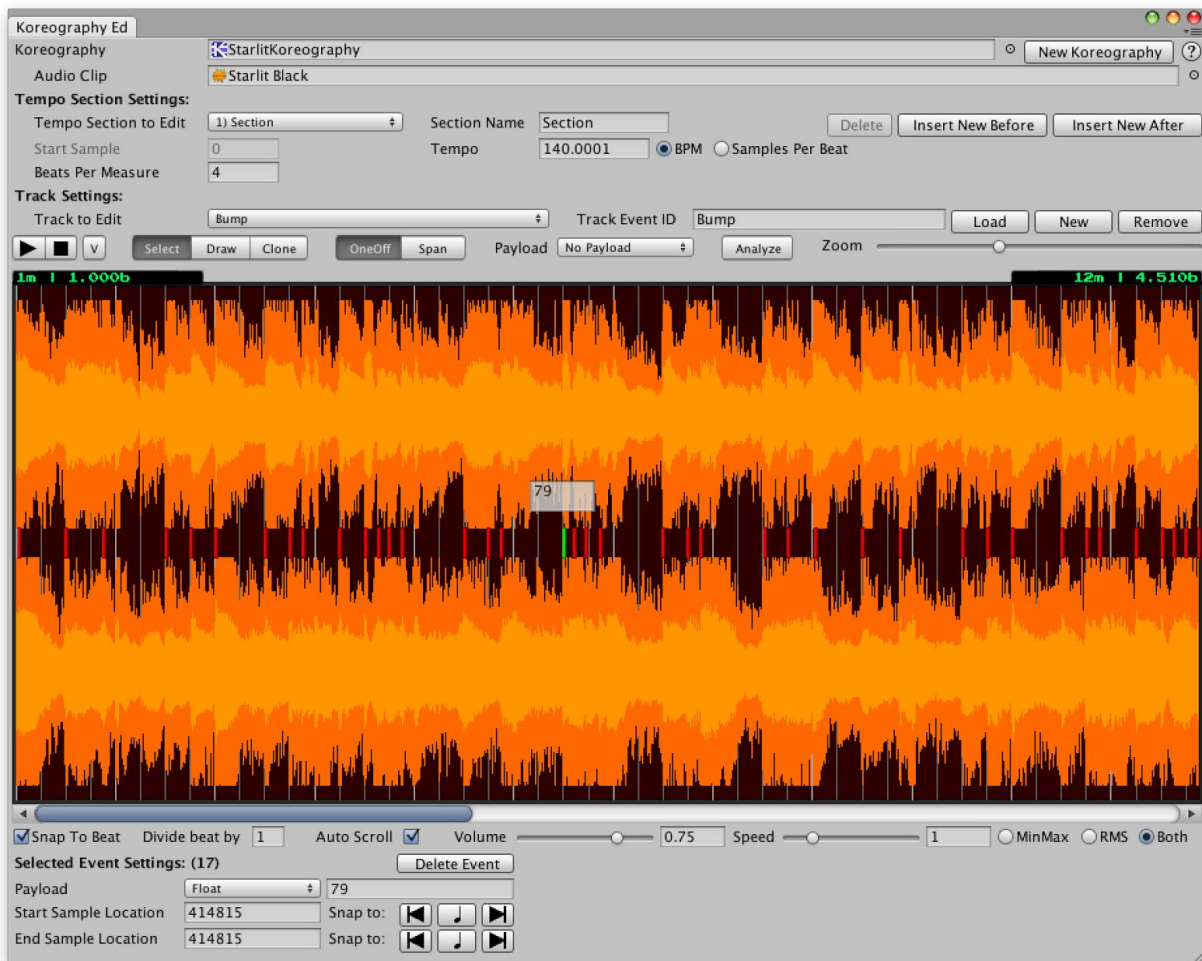 Koreography Ed
Koreography StarlitKoreography New Koreography ?
Audio Clip Starlit Black
Tempo Section Settings:
Tempo Section to Edit 1) Section Section Name Section Delete Insert New Before Insert New After
Start Sample 0 Tempo 140.0001 BPM Samples Per Beat
Beats Per Measure 4
Track Settings:
Track to Edit Bump Track Event ID Bump Load New Remove
V Select Draw Clone OneOff Span Payload No Payload Analyze Zoom
1m | 1.000b 12m | 4.510b
79
Snap To Beat Divide beat by 1 Auto Scroll Volume 0.75 Speed 1 MinMax RMS Both
Selected Event Settings: (17) Delete Event
Payload Float 79
Start Sample Location 414815 Snap to:
End Sample Location 414815 Snap to: